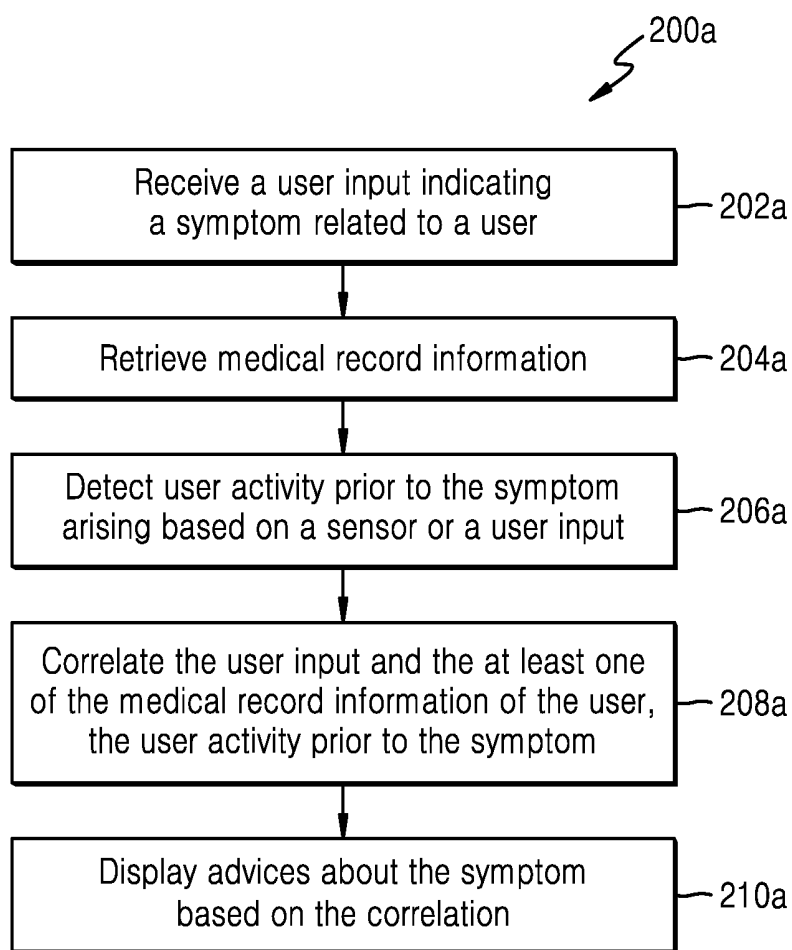 200a
Receive a user input indicating
a symptom related to a user
202a
Retrieve medical record information
204a
Detect user activity prior to the symptom
arising based on a sensor or a user input
206a
Correlate the user input and the at least one
of the medical record information of the user,
the user activity prior to the symptom
208a
Display advices about the symptom
based on the correlation
210a